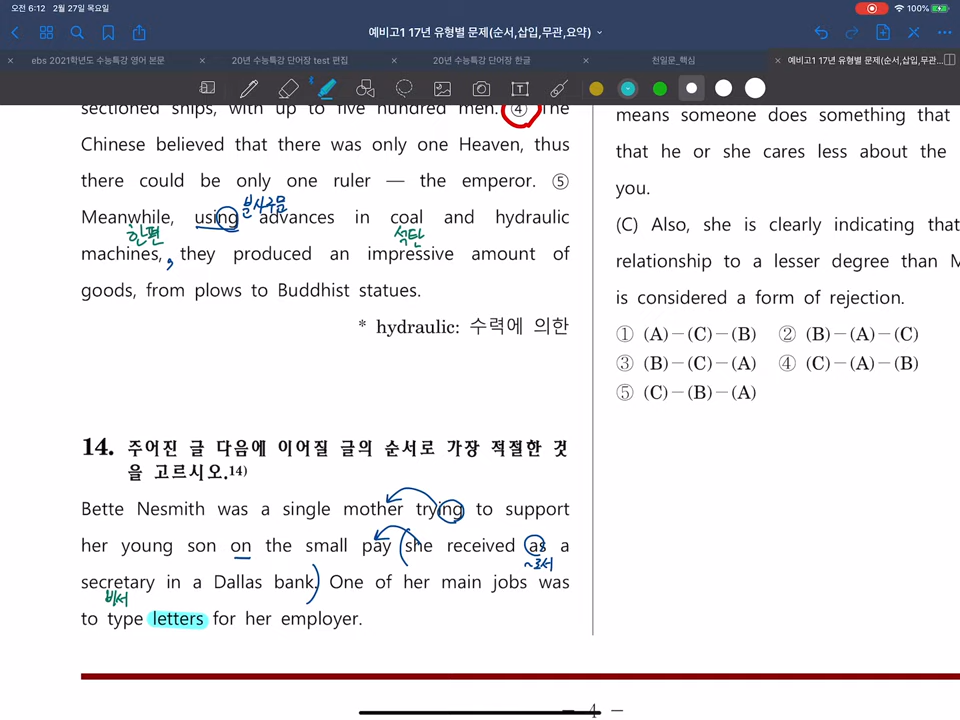 오전 6:12 2월 27일 목요일
100%
예비고1 17년 유형별 문제(순서,삽입,무관,요약)
ebs 2021학년도 수능특강 영어 본문
20년 수능특강 단어장 test 편집
20년 수능특강 단어장 한글
천일문_핵심
예비고1 17년 유형별 문제(순서,삽입,무관,...
sectioned ships, with up to five hundred men. ④ The
Chinese believed that there was only one Heaven, thus
there could be only one ruler — the emperor. ⑤
분사구문
Meanwhile, using advances in coal and hydraulic
한편 석탄
machines, they produced an impressive amount of
goods, from plows to Buddhist statues.
* hydraulic: 수력에 의한
14. 주어진 글 다음에 이어질 글의 순서로 가장 적절한 것
을 고르시오.14)
Bette Nesmith was a single mother trying to support
her young son on the small pay she received as a
~로서
secretary in a Dallas bank. One of her main jobs was
비서
to type letters for her employer.
means someone does something that
that he or she cares less about the
you.
(C) Also, she is clearly indicating that
relationship to a lesser degree than M
is considered a form of rejection.
① (A)－(C)－(B) ② (B)－(A)－(C)
③ (B)－(C)－(A) ④ (C)－(A)－(B)
⑤ (C)－(B)－(A)
— 4 —